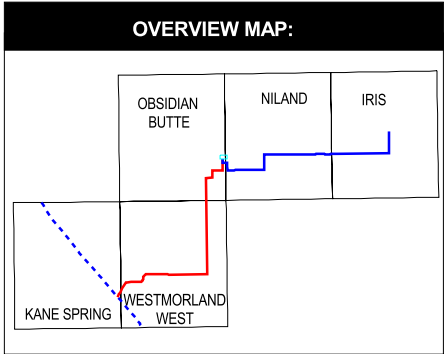 OVERVIEW MAP:
OBSIDIAN
BUTTE
NILAND
IRIS
KANE SPRING
WESTMORLAND
WEST